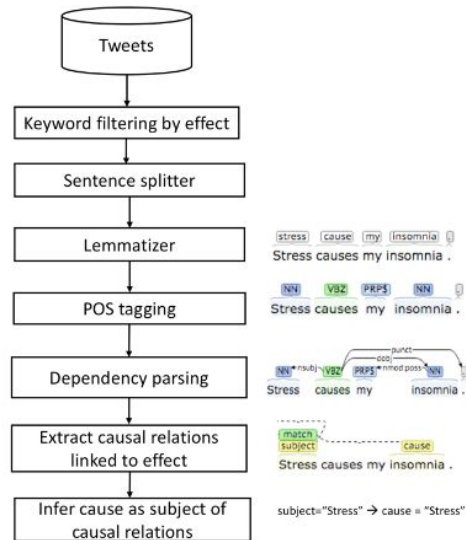 Tweets
Keyword filtering by effect
Sentence splitter
Lemmatizer
stress cause my insomnia .
Stress causes my insomnia .
POS tagging
NN VBZ PRP$ NN .
Stress causes my insomnia .
Dependency parsing
punct
dobj
nsubj nmod:poss
NN VBZ PRP$ NN .
Stress causes my insomnia .
Extract causal relations
linked to effect
match
subject cause
Stress causes my insomnia .
Infer cause as subject of
causal relations
subject="Stress" → cause = "Stress"